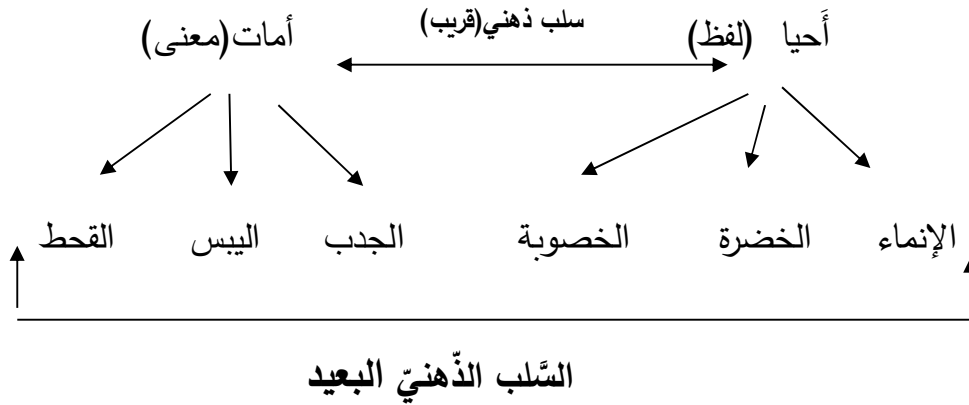 أَحيا (لفظ) سلب ذهني(قريب) أمات(معنى)
الإنماء الخضرة الخصوبة الجدب اليبس القحط
السَّلب الذّهنيّ البعيد